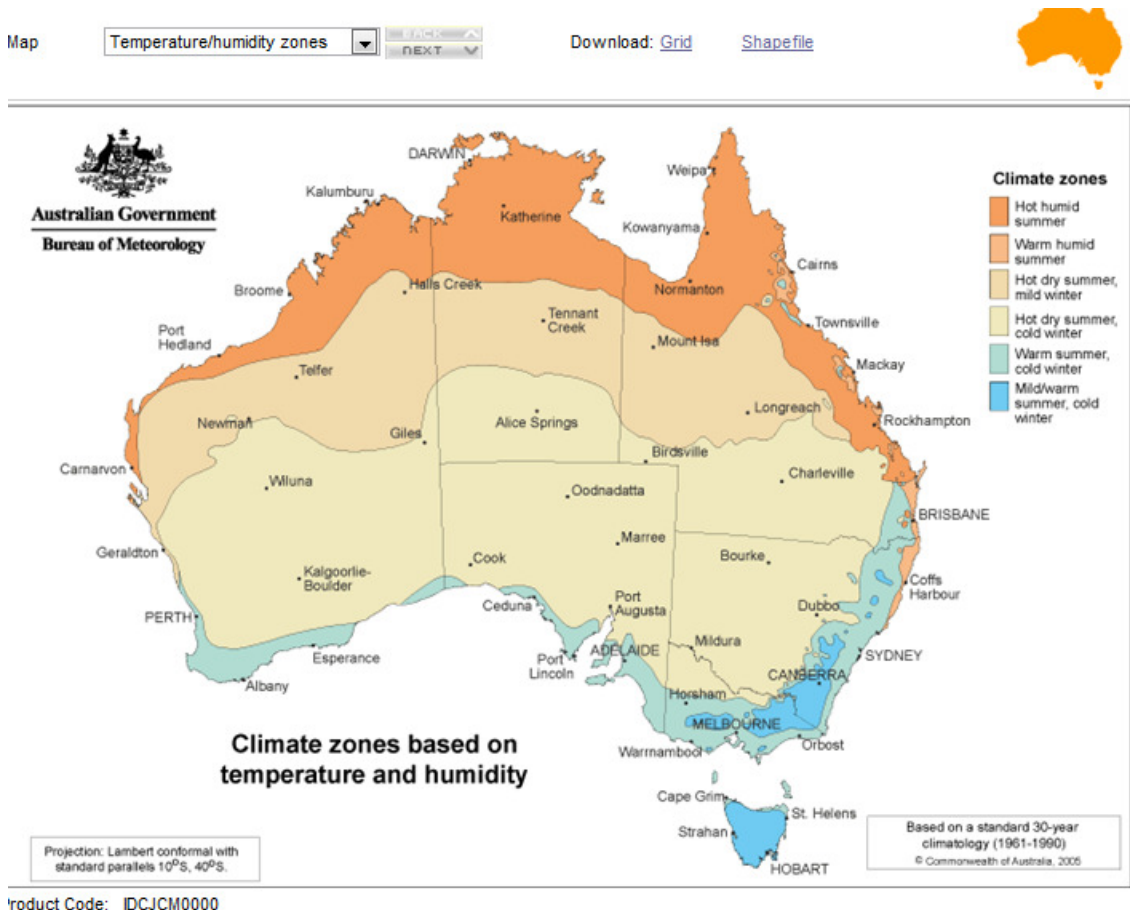 Map
Temperature/humidity zones
BACK
NEXT
Download: Grid Shapefile
Australian Government
Bureau of Meteorology
Climate zones
Hot humid
summer
Warm humid
summer
Hot dry summer,
mild winter
Hot dry summer,
cold winter
Warm summer,
cold winter
Mild/warm
summer, cold
winter
DARWIN
Weipa
Kalumburu
Katherine
Kowanyama
Cairns
Broome
Halls Creek
Normanton
Port
Hedland
Tennant
Creek
Townsville
Mount Isa
Telfer
Mackay
Newman
Giles
Alice Springs
Longreach
Rockhampton
Carnarvon
Birdsville
Wiluna
Oodnadatta
Charleville
BRISBANE
Geraldton
Marree
Cook
Bourke
Kalgoorlie-
Boulder
Coffs
Harbour
PERTH
Ceduna
Port
Augusta
Dubbo
Esperance
Port
Lincoln
ADELAIDE
Mildura
SYDNEY
Albany
CANBERRA
Horsham
MELBOURNE
Warrnambool
Orbost
Climate zones based on
temperature and humidity
Cape Grim
St. Helens
Strahan
HOBART
Projection: Lambert conformal with
standard parallels 10°S, 40°S.
Based on a standard 30-year
climatology (1961-1990)
© Commonwealth of Australia, 2005
Product Code: IDCJCM0000